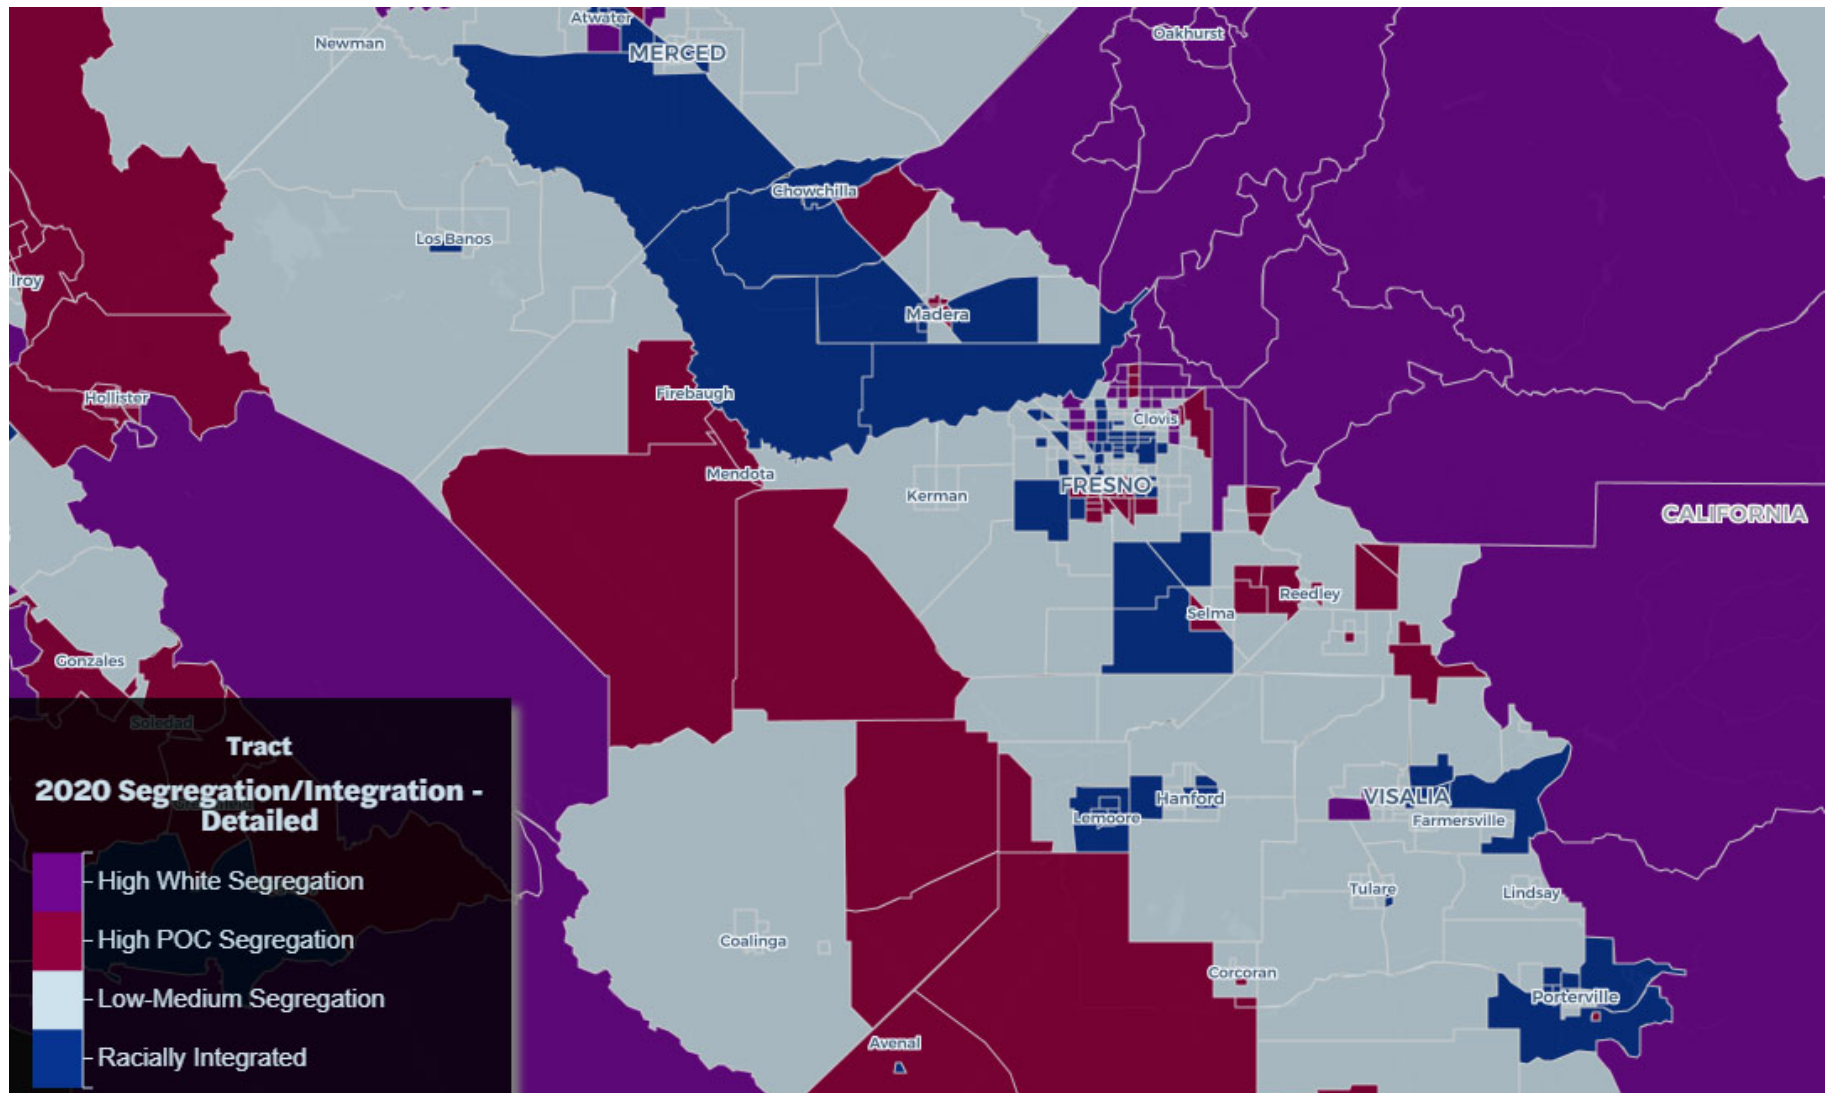 Atwater
Newman
MERCED
Oakhurst
Chowchilla
Los Banos
lroy
Madera
Firebaugh
Hollister
Clovis
Mendota
FRESNO
Kerman
CALIFORNIA
Reedley
Selma
Gonzales
Soledad
Tract
2020 Segregation/Integration -
Detailed
Hanford
VISALIA
Lemoore
Farmersville
High White Segregation
Tulare
Lindsay
High POC Segregation
Coalinga
Corcoran
Low-Medium Segregation
Porterville
Avenal
Racially Integrated